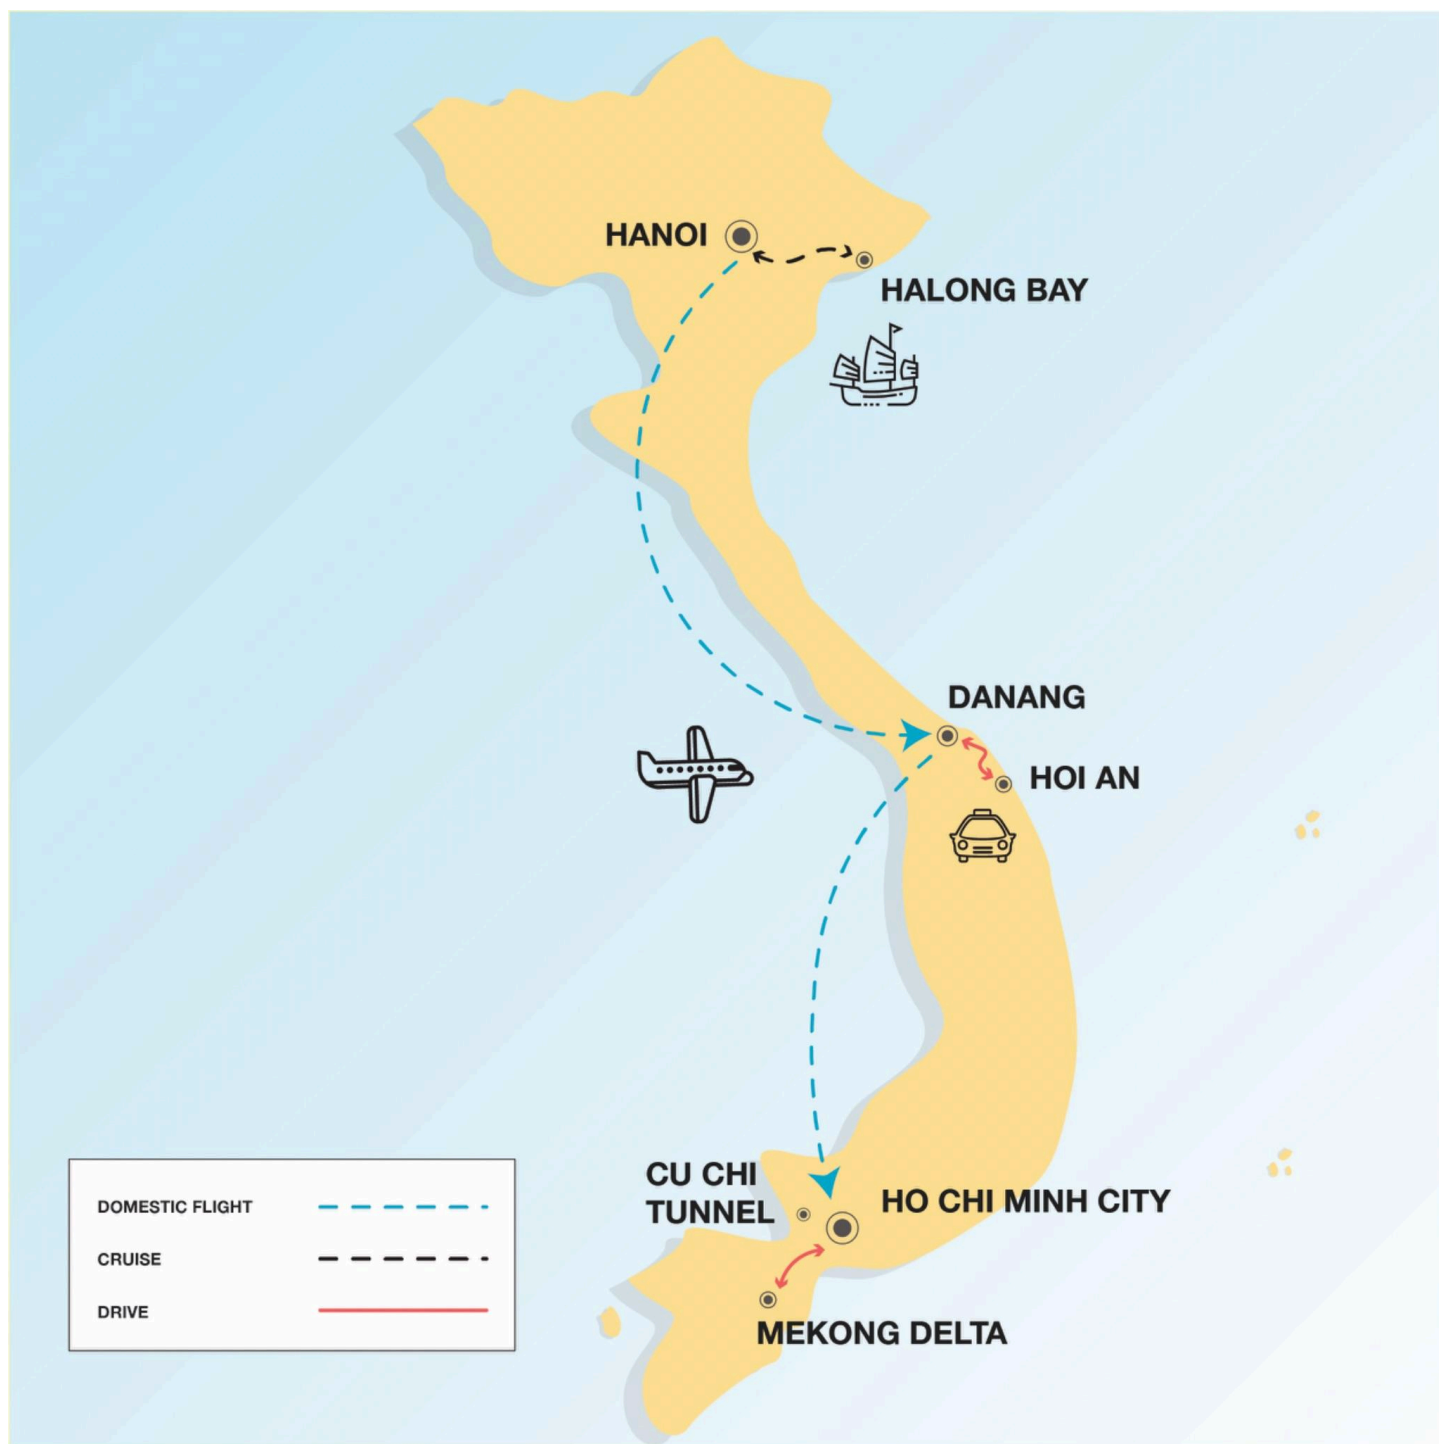 HANOI
HALONG BAY
DANANG
HOI AN
CU CHI
TUNNEL
HO CHI MINH CITY
MEKONG DELTA
DOMESTIC FLIGHT
CRUISE
DRIVE